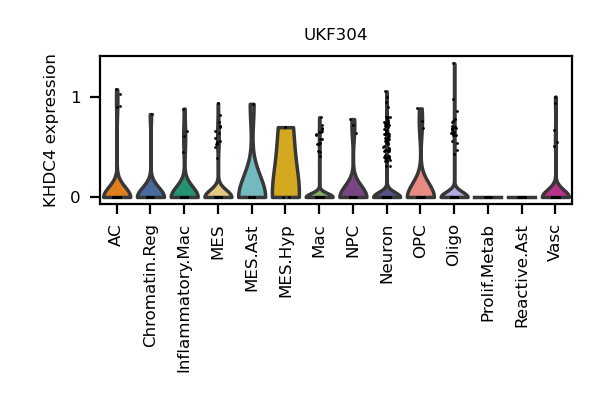 UKF304
KHDC4 expression
1
0
AC
Chromatin.Reg
Inflammatory.Mac
MES
MES.Ast
MES.Hyp
Mac
NPC
Neuron
OPC
Oligo
Prolif.Metab
Reactive.Ast
Vasc